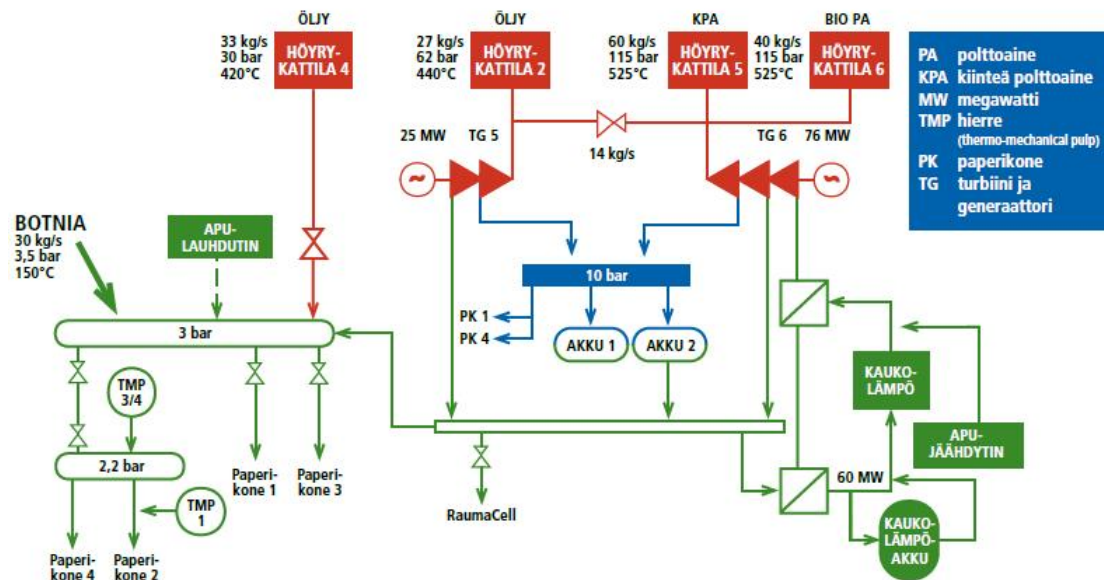 ÖLJY
33 kg/s
30 bar
420°C
HÖYRY-
KATTILA 4
ÖLJY
27 kg/s
62 bar
440°C
HÖYRY-
KATTILA 2
KPA
60 kg/s
115 bar
525°C
HÖYRY-
KATTILA 5
BIO PA
40 kg/s
115 bar
525°C
HÖYRY-
KATTILA 6
PA polttoaine
KPA kiinteä polttoaine
MW megawatti
TMP hierre
(thermo-mechanical pulp)
PK paperikone
TG turbiini ja
generaattori
25 MW
TG 5
14 kg/s
TG 6
76 MW
BOTNIA
30 kg/s
3,5 bar
150°C
APU-
LAUHDUTIN
10 bar
PK 1
PK 4
AKKU 1
AKKU 2
3 bar
TMP
3/4
2,2 bar
Paperi-
kone 1
Paperi-
kone 3
TMP
1
Paperi-
kone 4
Paperi-
kone 2
RaumaCell
KAUKO-
LÄMPÖ
APU-
JÄÄHDYTIN
60 MW
KAUKO-
LÄMPÖ-
AKKU